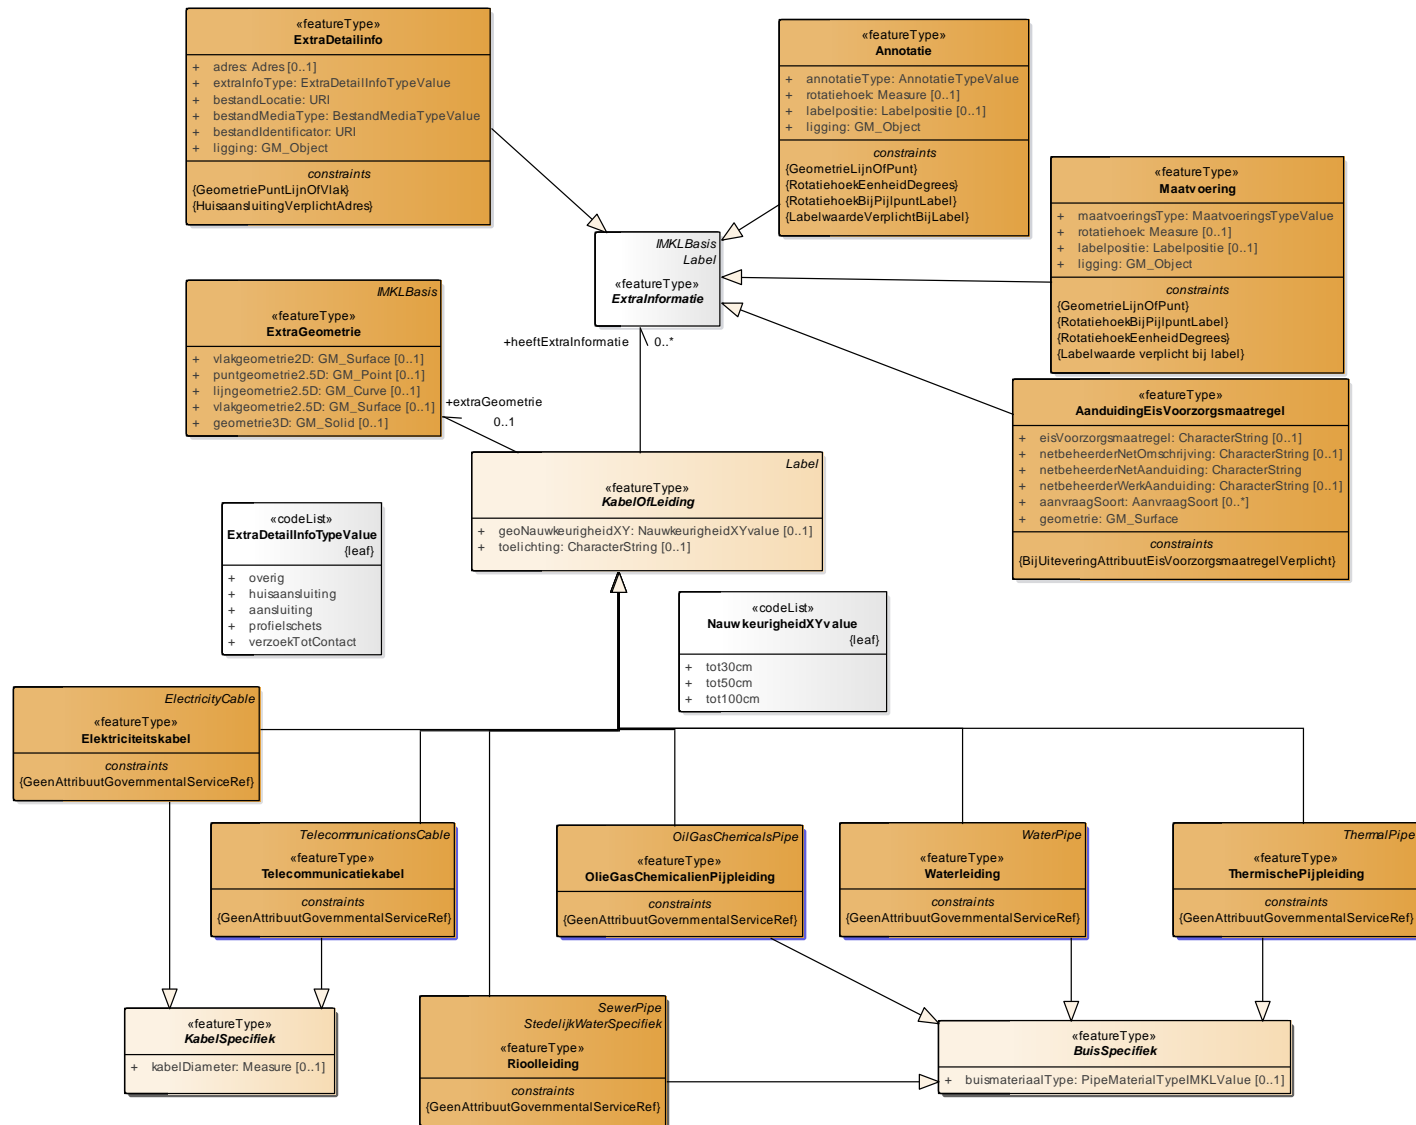 «featureType»
ExtraDetailinfo
+ adres: Adres [0..1]
+ extraInfoType: ExtraDetailInfoTypeValue
+ bestandLocatie: URI
+ bestandMediaType: BestandMediaTypeValue
+ bestandIdentificator: URI
+ ligging: GM_Object
constraints
{GeometriePuntLijnOfVlak}
{HuisaansluitingVerplichtAdres}
«featureType»
Annotatie
+ annotatieType: AnnotatieTypeValue
+ rotatiehoek: Measure [0..1]
+ labelpositie: Labelpositie [0..1]
+ ligging: GM_Object
constraints
{GeometrieLijnOfPunt}
{RotatiehoekEenheidDegrees}
{RotatiehoekBijPijlpuntLabel}
{LabelwaardeVerplichtBijLabel}
«featureType»
Maatvoering
+ maatvoeringsType: MaatvoeringsTypeValue
+ rotatiehoek: Measure [0..1]
+ labelpositie: Labelpositie [0..1]
+ ligging: GM_Object
constraints
{GeometrieLijnOfPunt}
{RotatiehoekBijPijlpuntLabel}
{RotatiehoekEenheidDegrees}
{Labelwaarde verplicht bij label}
IMKLBasis
Label
«featureType»
ExtraInformatie
IMKLBasis
«featureType»
ExtraGeometrie
+ vlakgeometrie2D: GM_Surface [0..1]
+ puntgeometrie2.5D: GM_Point [0..1]
+ lijngeometrie2.5D: GM_Curve [0..1]
+ vlakgeometrie2.5D: GM_Surface [0..1]
+ geometrie3D: GM_Solid [0..1]
+heeftExtraInformatie 0..*
+extraGeometrie
0..1
«featureType»
AanduidingEisVoorzorgsmaatregel
+ eisVoorzorgsmaatregel: CharacterString [0..1]
+ netbeheerderNetOmschrijving: CharacterString [0..1]
+ netbeheerderNetAanduiding: CharacterString
+ netbeheerderWerkAanduiding: CharacterString [0..1]
+ aanvraagSoort: AanvraagSoort [0..*]
+ geometrie: GM_Surface
constraints
{BijUiteveringAttribuutEisVoorzorgsmaatregelVerplicht}
Label
«featureType»
KabelOfLeiding
+ geoNauwkeurigheidXY: NauwkeurigheidXYvalue [0..1]
+ toelichting: CharacterString [0..1]
«codeList»
ExtraDetailInfoTypeValue
{leaf}
+ overig
+ huisaansluiting
+ aansluiting
+ profielschets
+ verzoekTotContact
«codeList»
NauwkeurigheidXYvalue
{leaf}
+ tot30cm
+ tot50cm
+ tot100cm
ElectricityCable
«featureType»
Elektriciteitskabel
constraints
{GeenAttribuutGovernmentalServiceRef}
TelecommunicationsCable
«featureType»
Telecommunicatiekabel
constraints
{GeenAttribuutGovernmentalServiceRef}
OilGasChemicalsPipe
«featureType»
OlieGasChemicalienPijpleiding
constraints
{GeenAttribuutGovernmentalServiceRef}
WaterPipe
«featureType»
Waterleiding
constraints
{GeenAttribuutGovernmentalServiceRef}
ThermalPipe
«featureType»
ThermischePijpleiding
constraints
{GeenAttribuutGovernmentalServiceRef}
«featureType»
KabelSpecifiek
+ kabelDiameter: Measure [0..1]
SewerPipe
StedelijkWaterSpecifiek
«featureType»
Rioolleiding
constraints
{GeenAttribuutGovernmentalServiceRef}
«featureType»
BuisSpecifiek
+ buismateriaalType: PipeMaterialTypeIMKLValue [0..1]